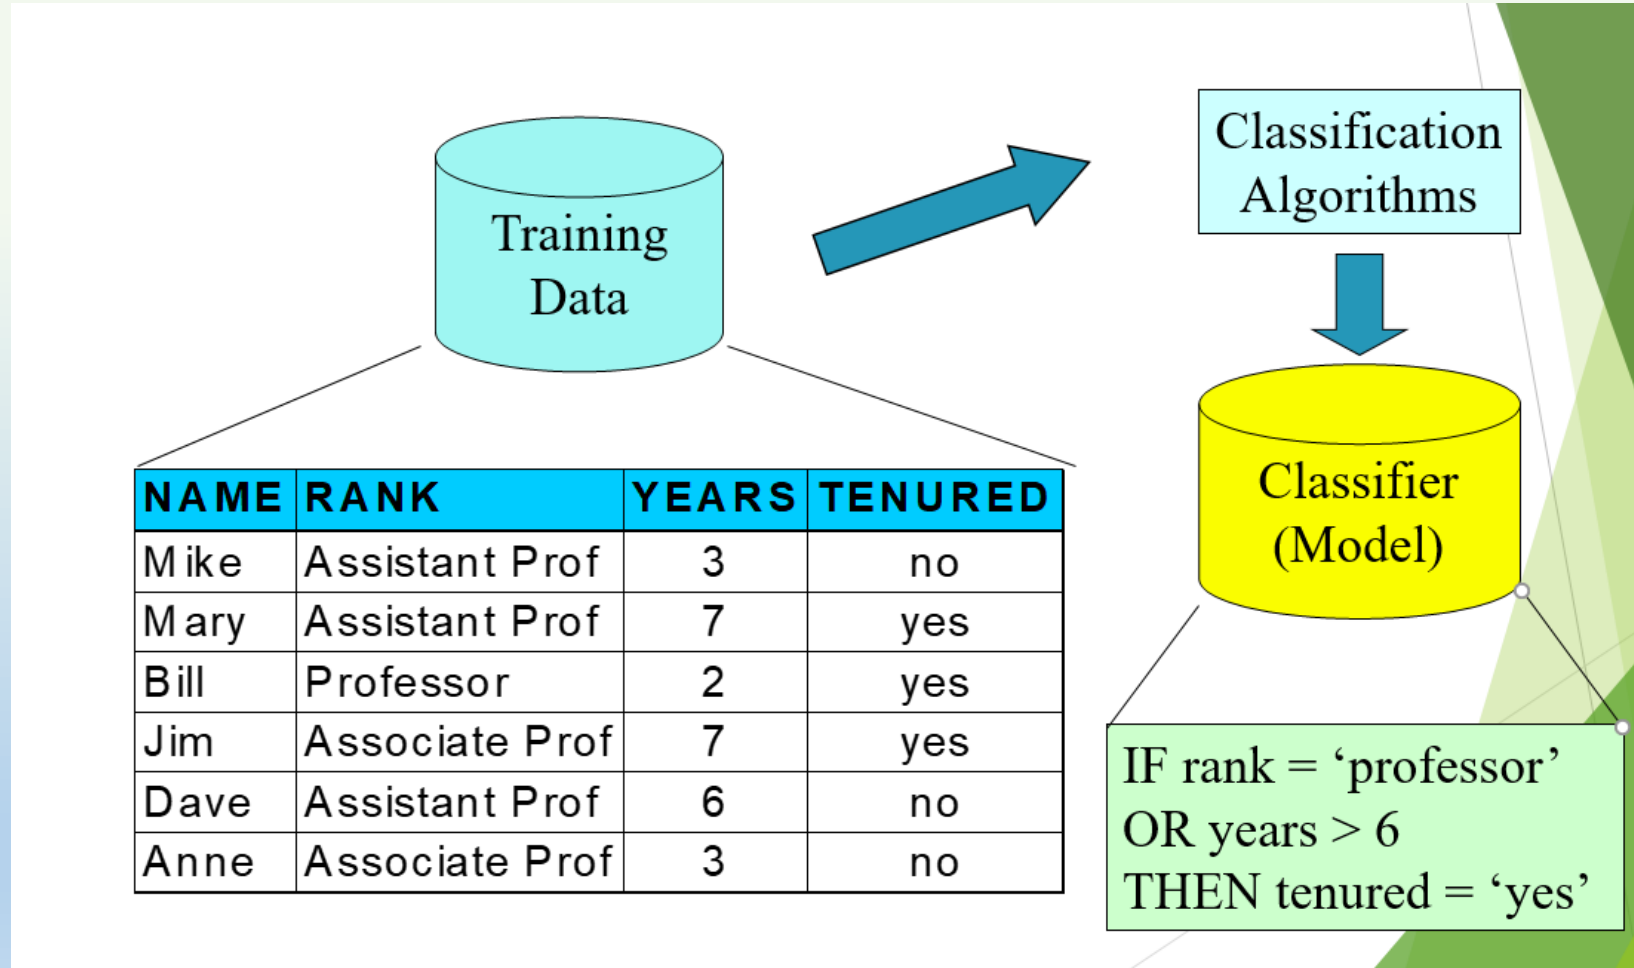 Training
Data
Classification
Algorithms
Classifier
(Model)
NAME RANK YEARS TENURED
Mike Assistant Prof 3 no
Mary Assistant Prof 7 yes
Bill Professor 2 yes
Jim Associate Prof 7 yes
Dave Assistant Prof 6 no
Anne Associate Prof 3 no
IF rank = ‘professor’
OR years > 6
THEN tenured = ‘yes’